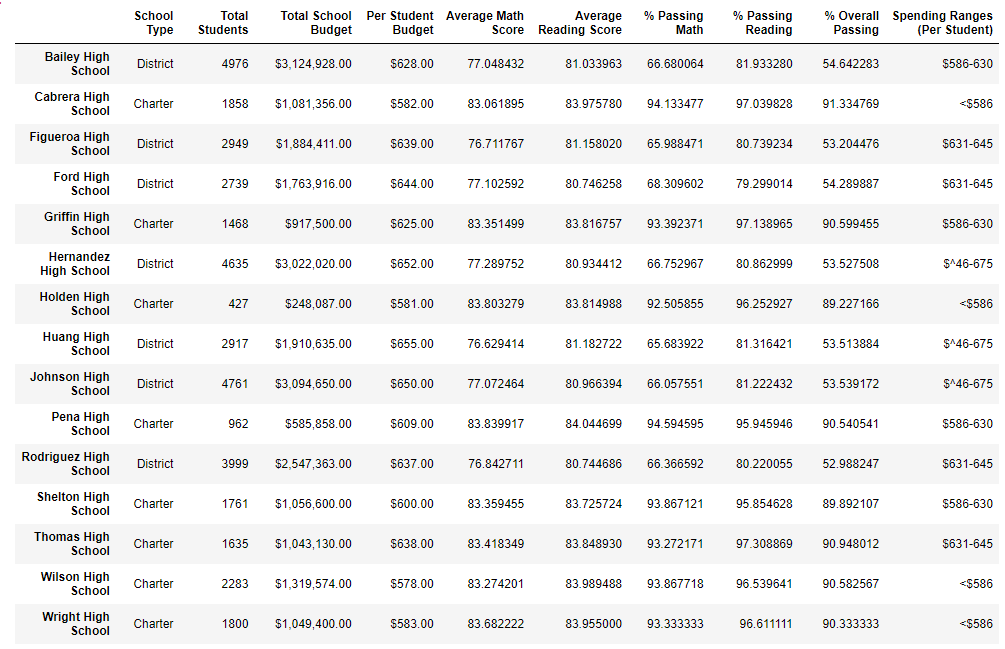 School Type Total Students Total School Budget Per Student Budget Average Math Score Average Reading Score % Passing Math % Passing Reading % Overall Passing Spending Ranges (Per Student)
Bailey High School District 4976 $3,124,928.00 $628.00 77.048432 81.033963 66.680064 81.933280 54.642283 $586-630
Cabrera High School Charter 1858 $1,081,356.00 $582.00 83.061895 83.975780 94.133477 97.039828 91.334769 <$586
Figueroa High School District 2949 $1,884,411.00 $639.00 76.711767 81.158020 65.988471 80.739234 53.204476 $631-645
Ford High School District 2739 $1,763,916.00 $644.00 77.102592 80.746258 68.309602 79.299014 54.289887 $631-645
Griffin High School Charter 1468 $917,500.00 $625.00 83.351499 83.816757 93.392371 97.138965 90.599455 $586-630
Hernandez High School District 4635 $3,022,020.00 $652.00 77.289752 80.934412 66.752967 80.862999 53.527508 $^46-675
Holden High School Charter 427 $248,087.00 $581.00 83.803279 83.814988 92.505855 96.252927 89.227166 <$586
Huang High School District 2917 $1,910,635.00 $655.00 76.629414 81.182722 65.683922 81.316421 53.513884 $^46-675
Johnson High School District 4761 $3,094,650.00 $650.00 77.072464 80.966394 66.057551 81.222432 53.539172 $^46-675
Pena High School Charter 962 $585,858.00 $609.00 83.839917 84.044699 94.594595 95.945946 90.540541 $586-630
Rodriguez High School District 3999 $2,547,363.00 $637.00 76.842711 80.744686 66.366592 80.220055 52.988247 $631-645
Shelton High School Charter 1761 $1,056,600.00 $600.00 83.359455 83.725724 93.867121 95.854628 89.892107 $586-630
Thomas High School Charter 1635 $1,043,130.00 $638.00 83.418349 83.848930 93.272171 97.308869 90.948012 $631-645
Wilson High School Charter 2283 $1,319,574.00 $578.00 83.274201 83.989488 93.867718 96.539641 90.582567 <$586
Wright High School Charter 1800 $1,049,400.00 $583.00 83.682222 83.955000 93.333333 96.611111 90.333333 <$586